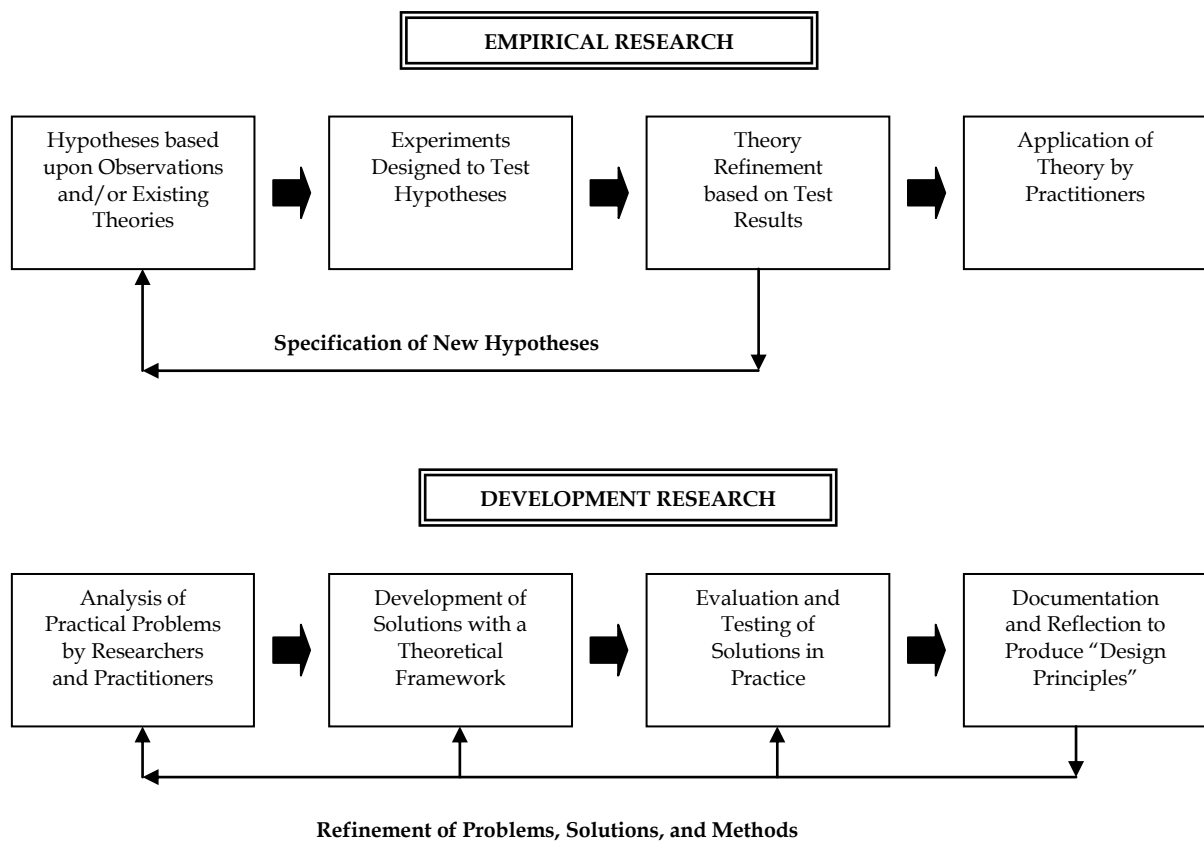 EMPIRICAL RESEARCH
Hypotheses based
upon Observations
and/or Existing
Theories
Experiments
Designed to Test
Hypotheses
Theory
Refinement
based on Test
Results
Application of
Theory by
Practitioners
Specification of New Hypotheses
DEVELOPMENT RESEARCH
Analysis of
Practical Problems
by Researchers
and Practitioners
Development of
Solutions with a
Theoretical
Framework
Evaluation and
Testing of
Solutions in
Practice
Documentation
and Reflection to
Produce “Design
Principles”
Refinement of Problems, Solutions, and Methods